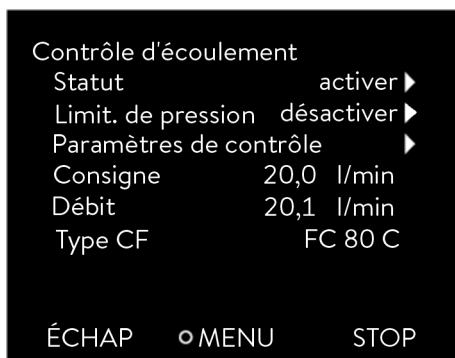 Contrôle d'écoulement
Statut activer
Limit. de pression désactiver
Paramètres de contrôle
Consigne 20,0 l/min
Débit 20,1 l/min
Type CF FC 80 C
ÉCHAP MENU STOP